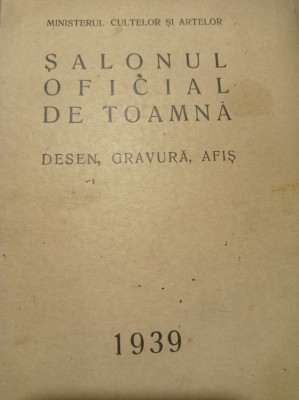 MINISTERUL CULTELOR ȘI ARTELOR
ȘALONUL
OFICIAL
DE TOAMNĂ
DESEN, GRAVURĂ, AFIȘ
1939